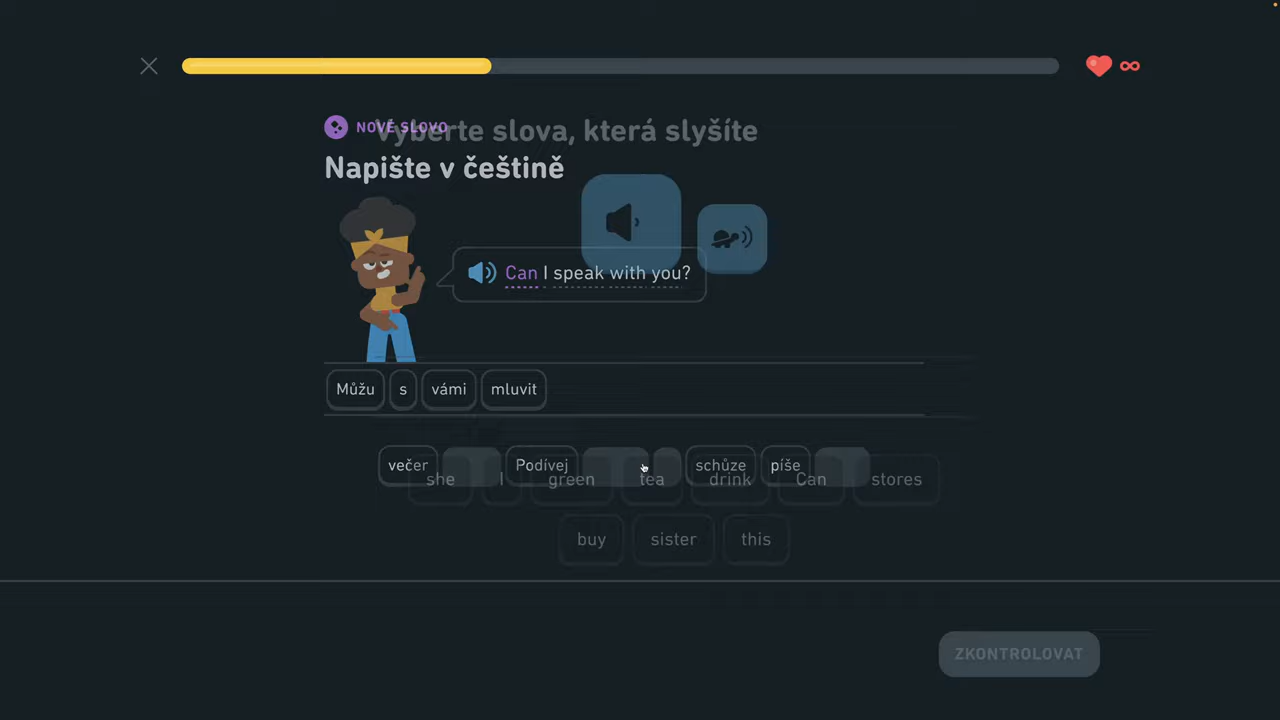 NOVÉ SLOVO
Vyberte slova, která slyšíte
Napište v češtině
Can I speak with you?
Můžu s vámi mluvit
večer Podívej schůze píše
she I green tea drink Can stores
buy sister this
ZKONTROLOVAT